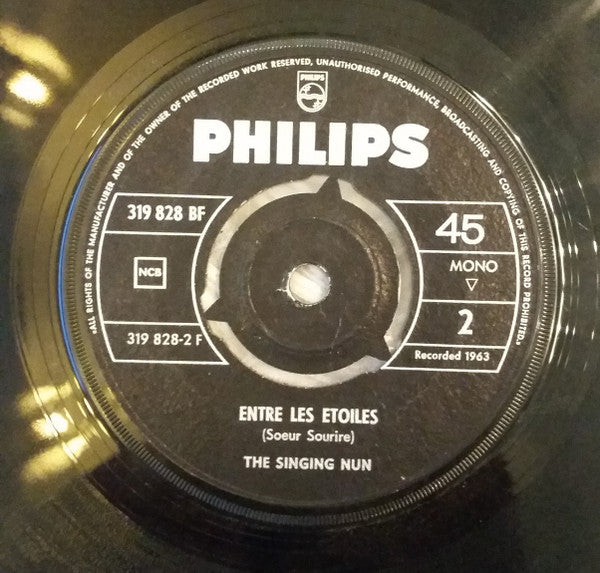 «ALL RIGHTS OF THE MANUFACTURER AND OF THE OWNER OF THE RECORDED WORK RESERVED, UNAUTHORISED PERFORMANCE, BROADCASTING AND COPYING OF THIS RECORD PROHIBITED.»
PHILIPS
PHILIPS
319 828 BF
NCB
319 828-2 F
45
MONO
2
Recorded 1963
ENTRE LES ETOILES
(Soeur Sourire)
THE SINGING NUN